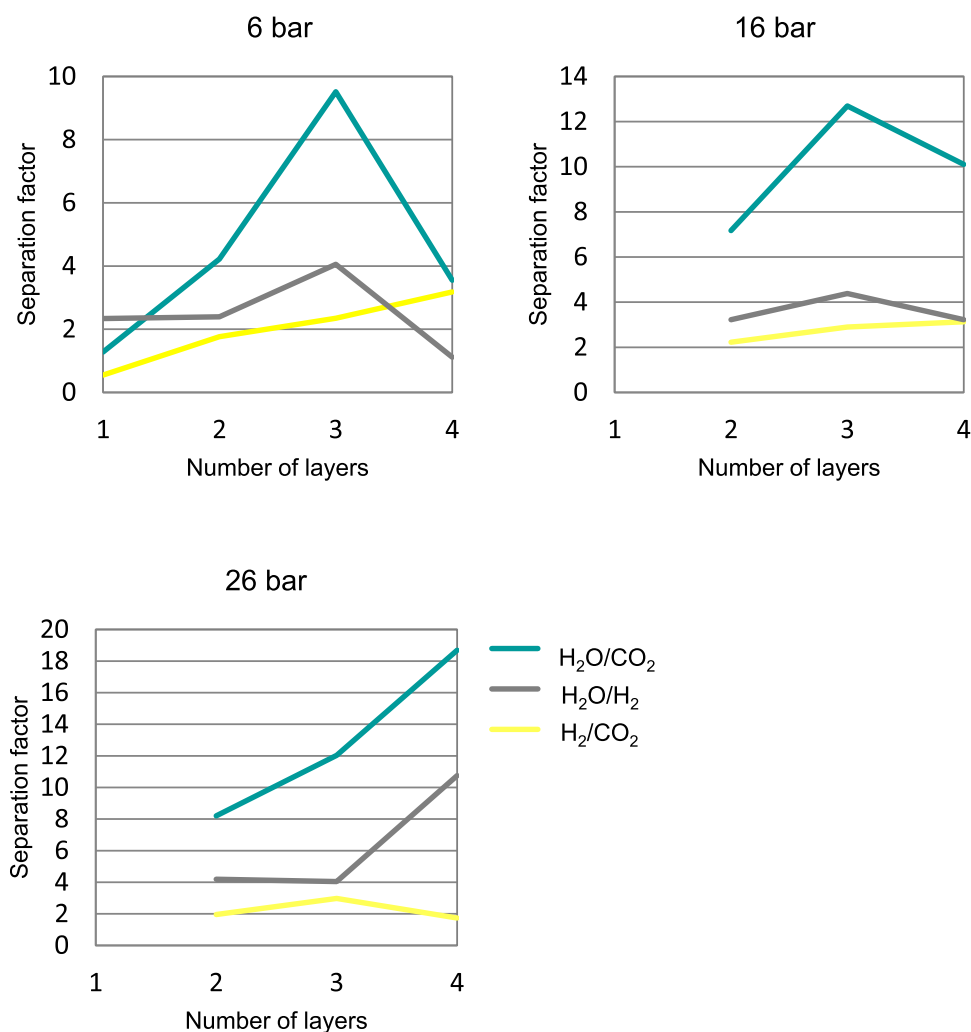 6 bar
10
8
6
4
2
0
Separation factor
1 2 3 4
Number of layers
16 bar
14
12
10
8
6
4
2
0
Separation factor
1 2 3 4
Number of layers
26 bar
20
18
16
14
12
10
8
6
4
2
0
Separation factor
1 2 3 4
Number of layers
H₂O/CO₂
H₂O/H₂
H₂/CO₂